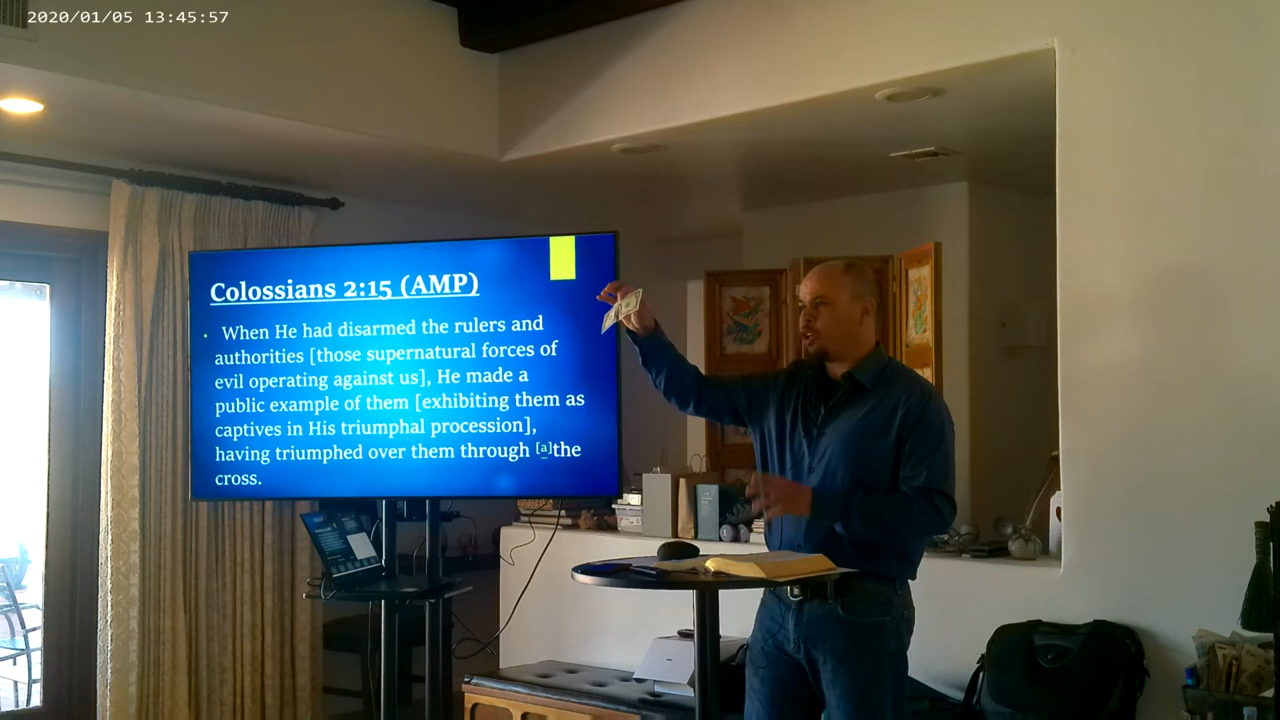 2020/01/05 13:45:57
Colossians 2:15 (AMP)
• When He had disarmed the rulers and
authorities [those supernatural forces of
evil operating against us], He made a
public example of them [exhibiting them as
captives in His triumphal procession],
having triumphed over them through [a]the
cross.